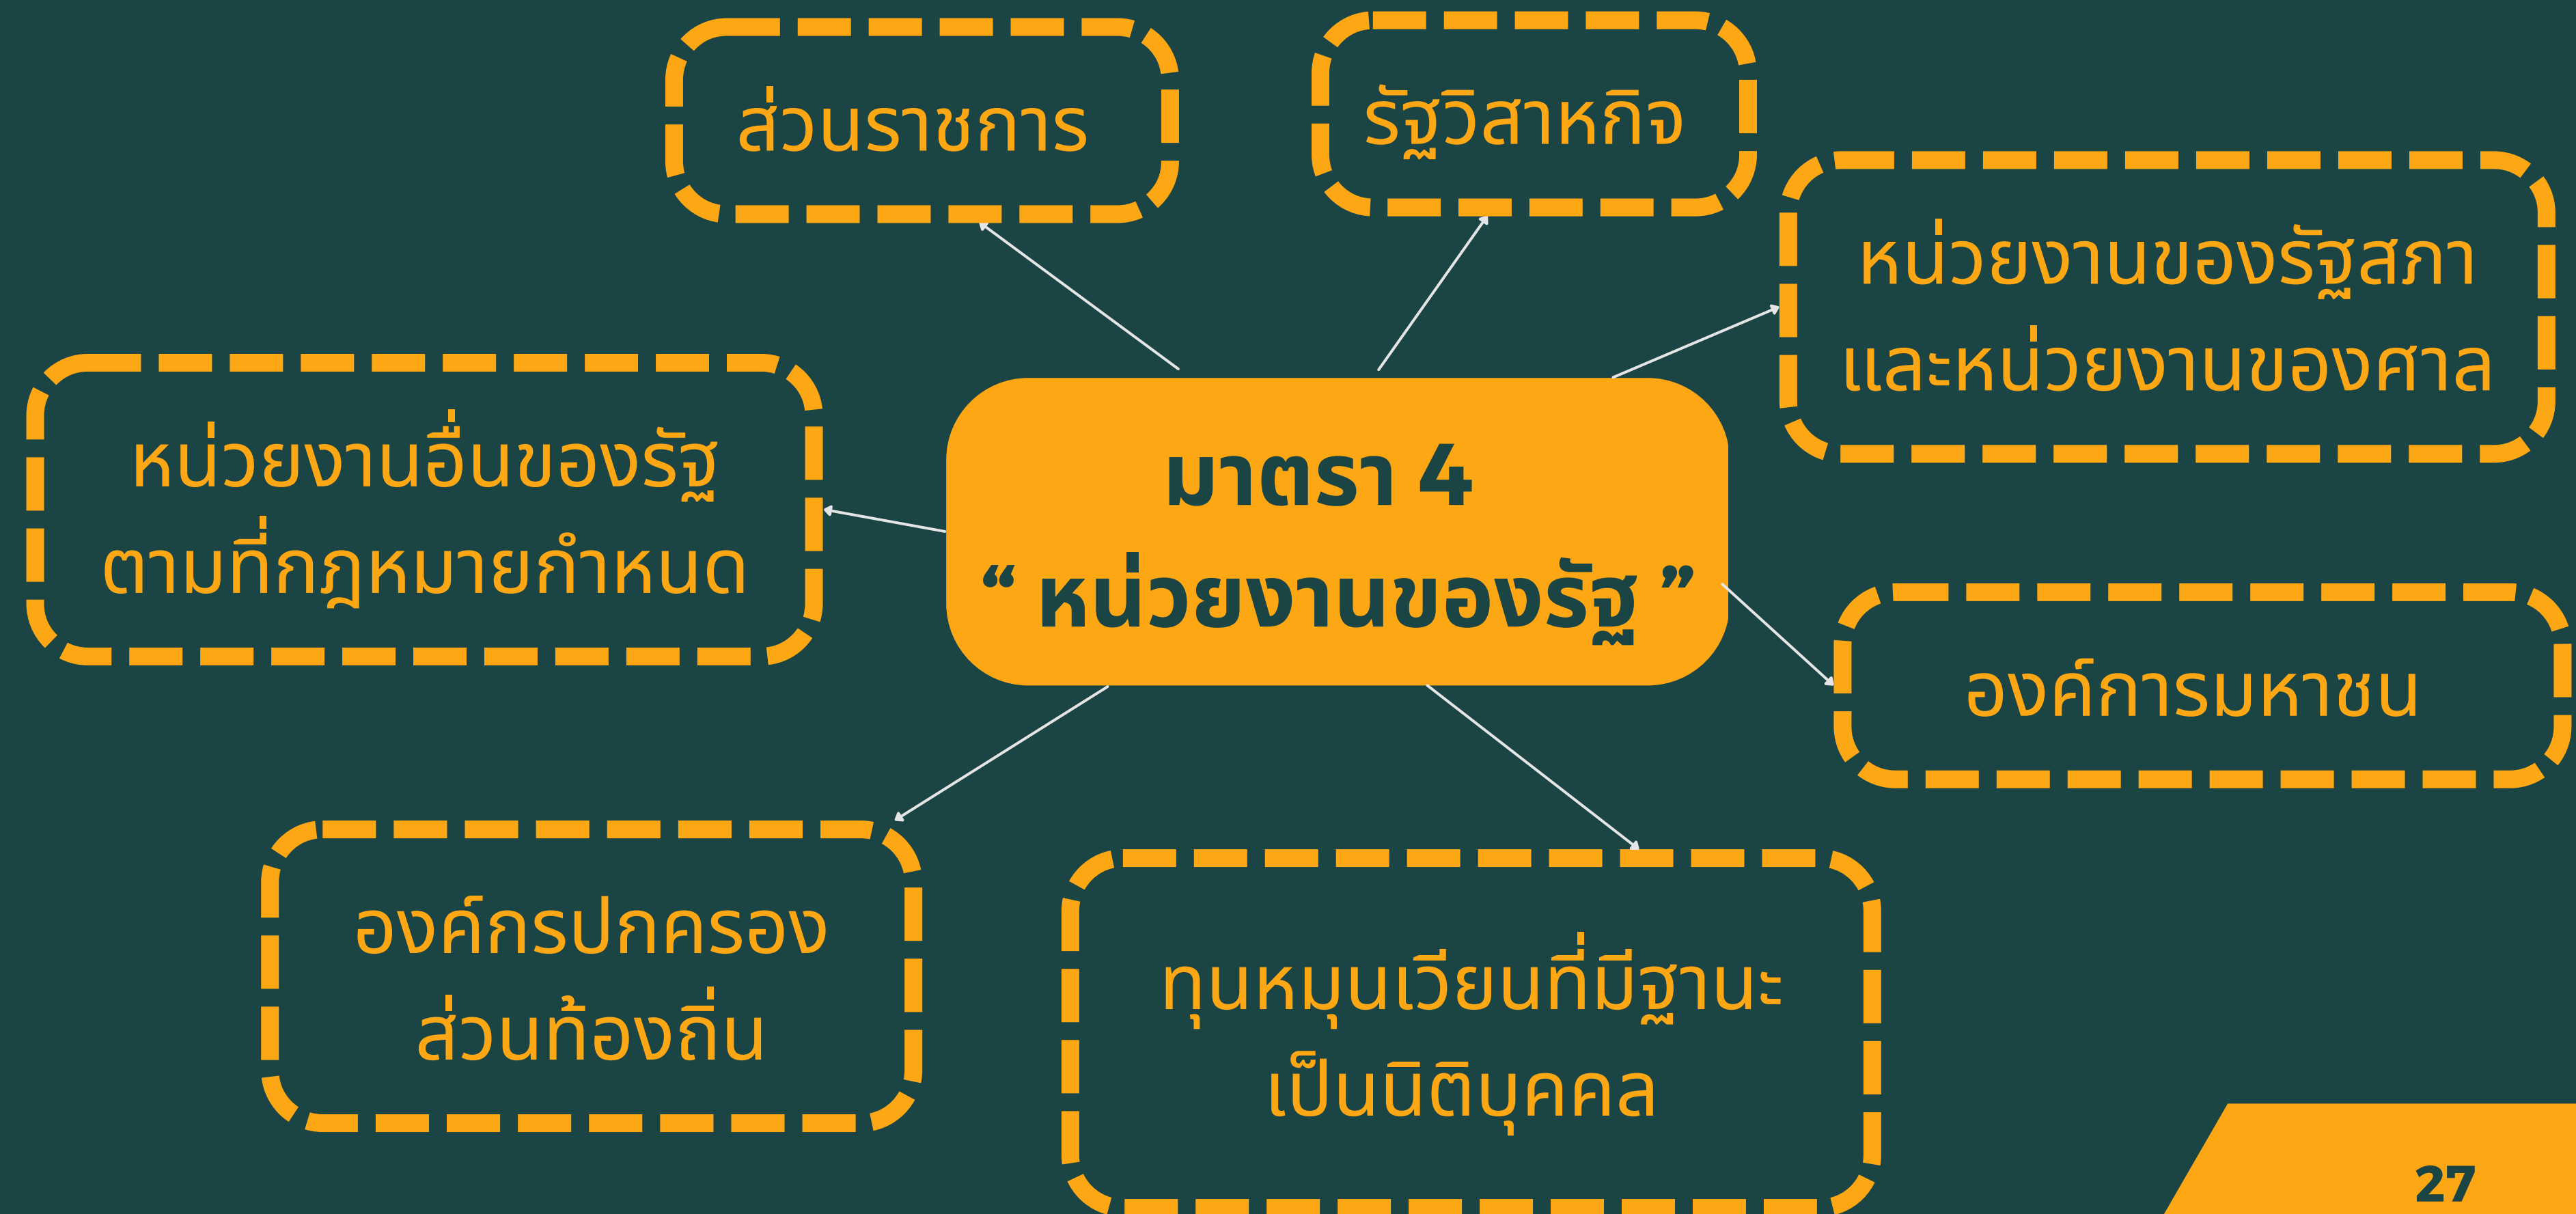 ส่วนราชการ
รัฐวิสาหกิจ
หน่วยงานของรัฐสภา
และหน่วยงานของศาล
หน่วยงานอื่นของรัฐ
ตามที่กฎหมายกำหนด
มาตรา 4
“ หน่วยงานของรัฐ ”
องค์การมหาชน
องค์กรปกครอง
ส่วนท้องถิ่น
ทุนหมุนเวียนที่มีฐานะ
เป็นนิติบุคคล
27